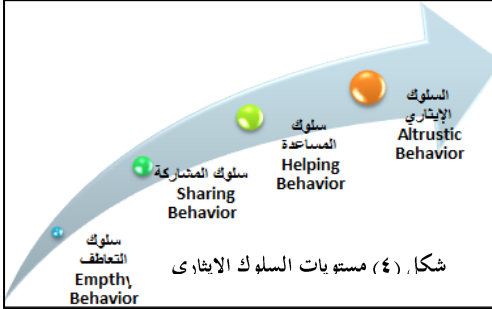 السلوك
الإيثاري
Altrustic
Behavior
سلوك
المساعدة
Helping
Behavior
سلوك المشاركة
Sharing
Behavior
سلوك
التعاطف
Empthy
Behavior
شكل (٤) مستويات السلوك الايثارى